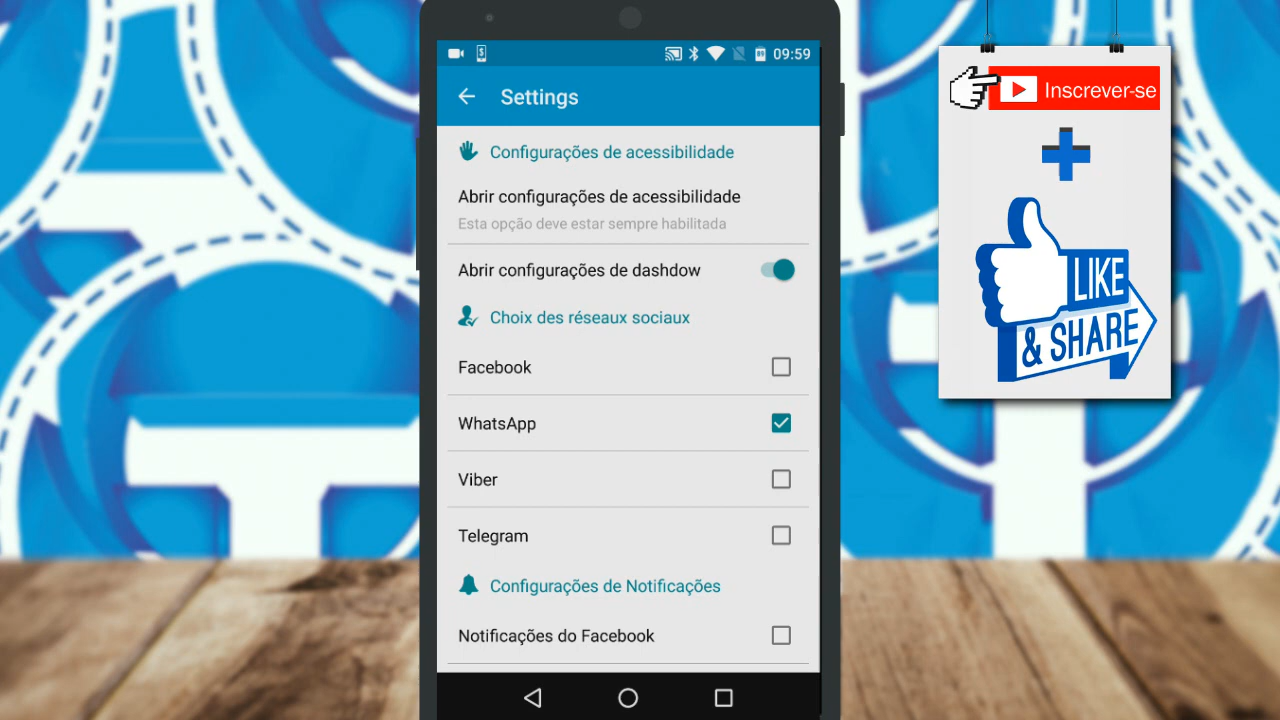 09:59
Settings
Configurações de acessibilidade
Abrir configurações de acessibilidade
Esta opção deve estar sempre habilitada
Abrir configurações de dashdow
Choix des réseaux sociaux
Facebook
WhatsApp
Viber
Telegram
Configurações de Notificações
Notificações do Facebook
Inscrever-se
LIKE
& SHARE